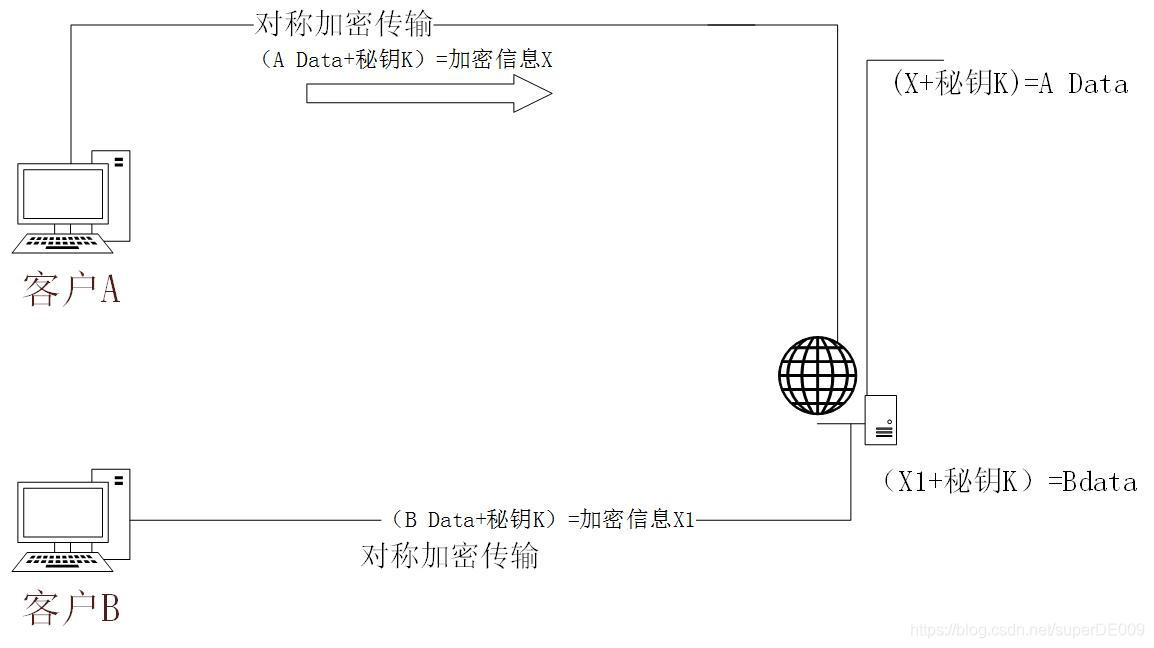 对称加密传输
（A Data+秘钥K）=加密信息X
(X+秘钥K)=A Data
客户A
（X1+秘钥K）=Bdata
（B Data+秘钥K）=加密信息X1
对称加密传输
客户B
https://blog.csdn.net/superDE009